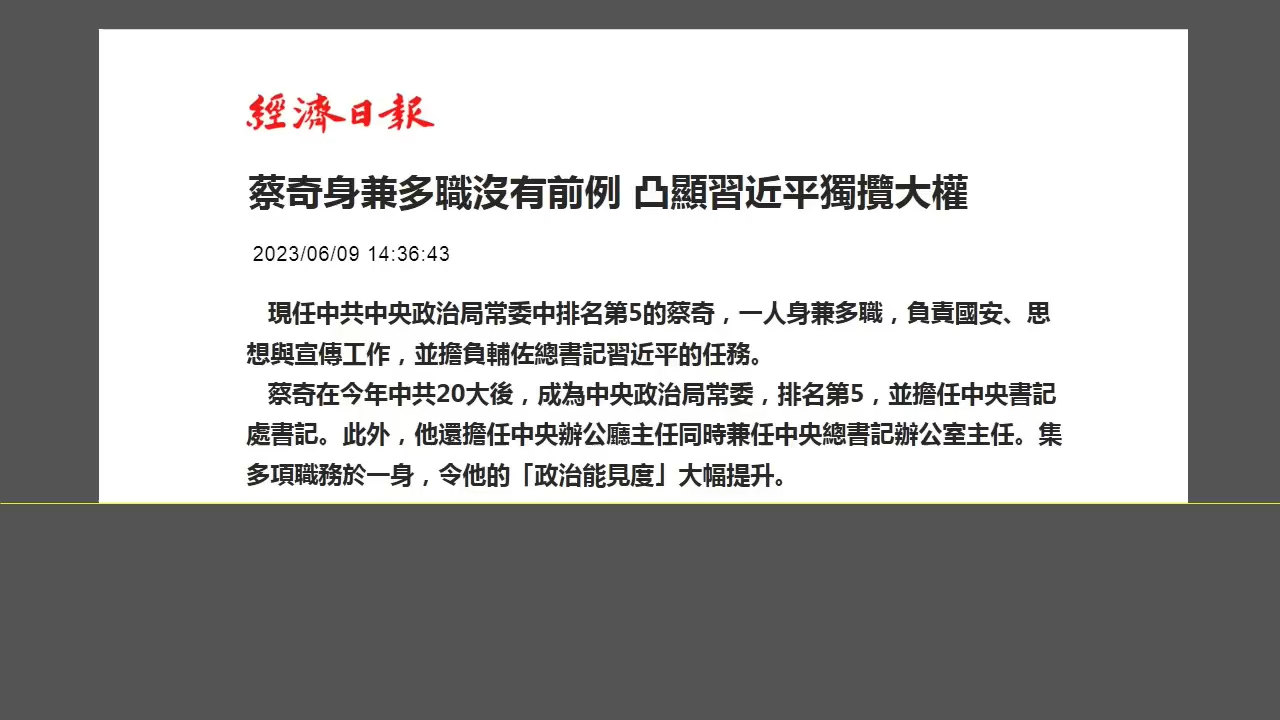 經濟日報
蔡奇身兼多職沒有前例 凸顯習近平獨攬大權
2023/06/09 14:36:43
現任中共中央政治局常委中排名第5的蔡奇，一人身兼多職，負責國安、思
想與宣傳工作，並擔負輔佐總書記習近平的任務。
蔡奇在今年中共20大後，成為中央政治局常委，排名第5，並擔任中央書記
處書記。此外，他還擔任中央辦公廳主任同時兼任中央總書記辦公室主任。集
多項職務於一身，令他的「政治能見度」大幅提升。